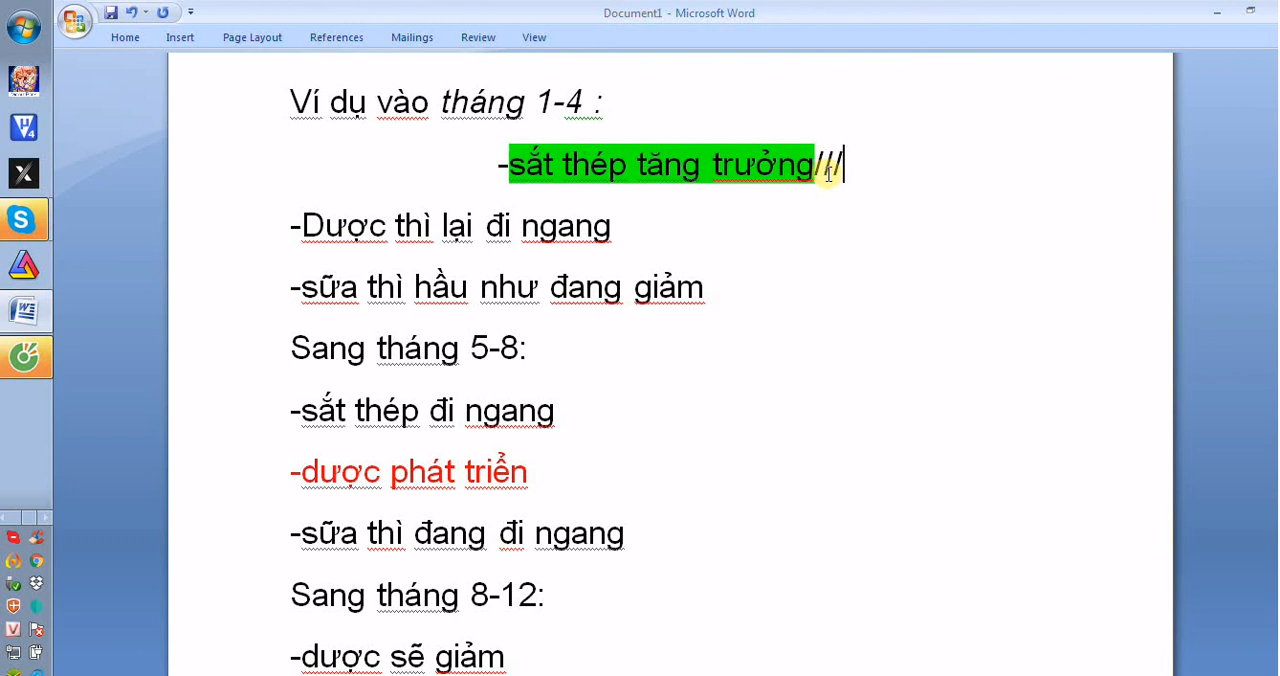 Document1 - Microsoft Word
Home Insert Page Layout References Mailings Review View
Ví dụ vào tháng 1-4 :
-sắt thép tăng trưởng///
-Dược thì lại đi ngang
-sữa thì hầu như đang giảm
Sang tháng 5-8:
-sắt thép đi ngang
-dược phát triển
-sữa thì đang đi ngang
Sang tháng 8-12:
-dược sẽ giảm